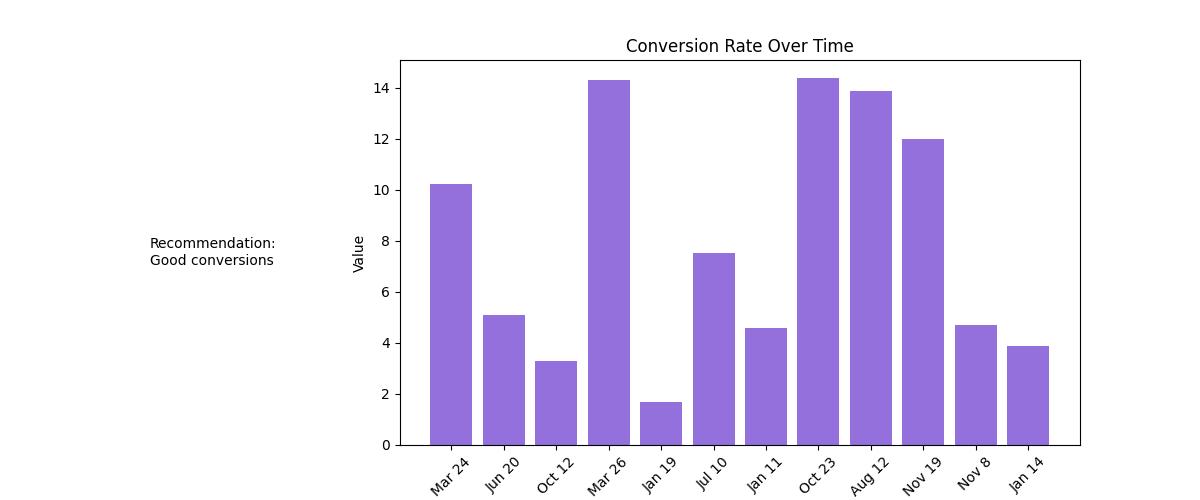 Conversion Rate Over Time
Recommendation:
Good conversions
Value
14
12
10
8
6
4
2
0
Mar 24
Jun 20
Oct 12
Mar 26
Jan 19
Jul 10
Jan 11
Oct 23
Aug 12
Nov 19
Nov 8
Jan 14